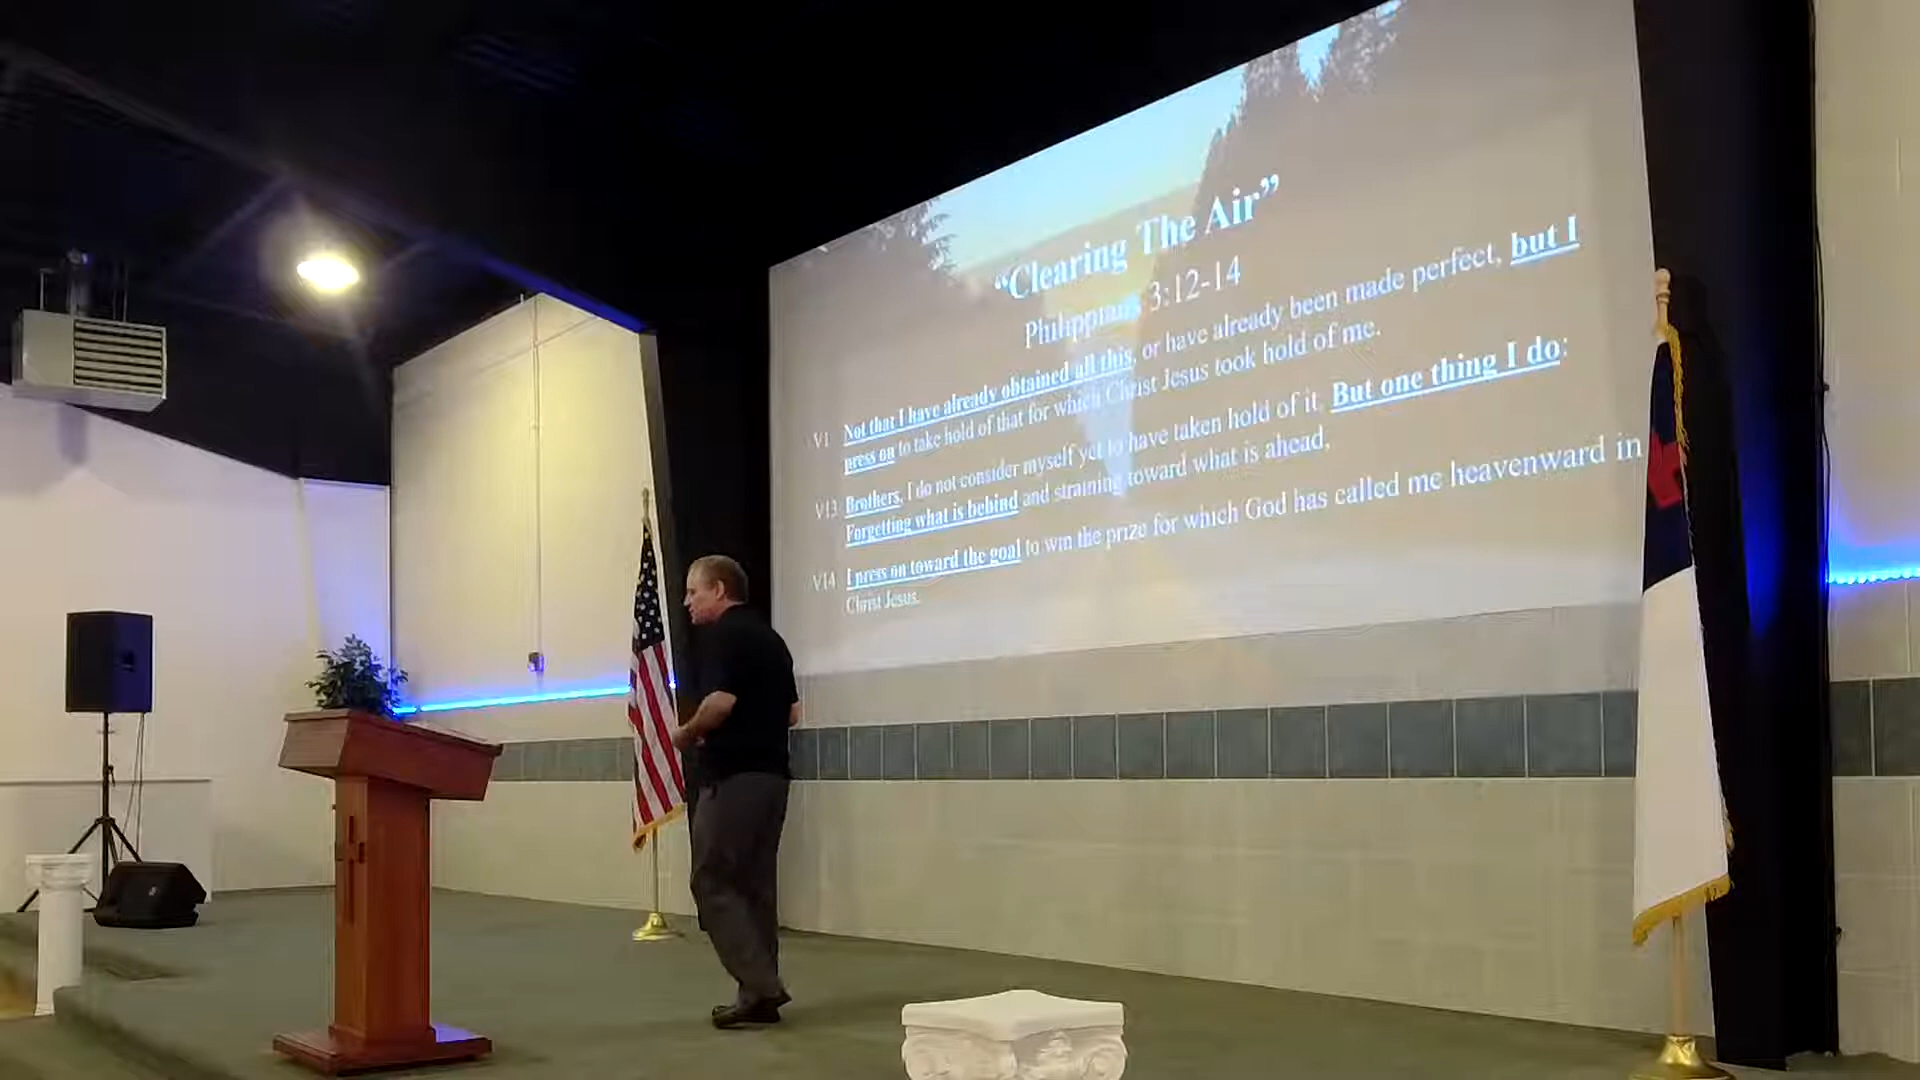 “Clearing The Air”
Philippians 3:12-14
V1 Not that I have already obtained all this, or have already been made perfect, but I
press on to take hold of that for which Christ Jesus took hold of me.
V13 Brothers, I do not consider myself yet to have taken hold of it. But one thing I do:
Forgetting what is behind and straining toward what is ahead,
V14 I press on toward the goal to win the prize for which God has called me heavenward in
Christ Jesus.